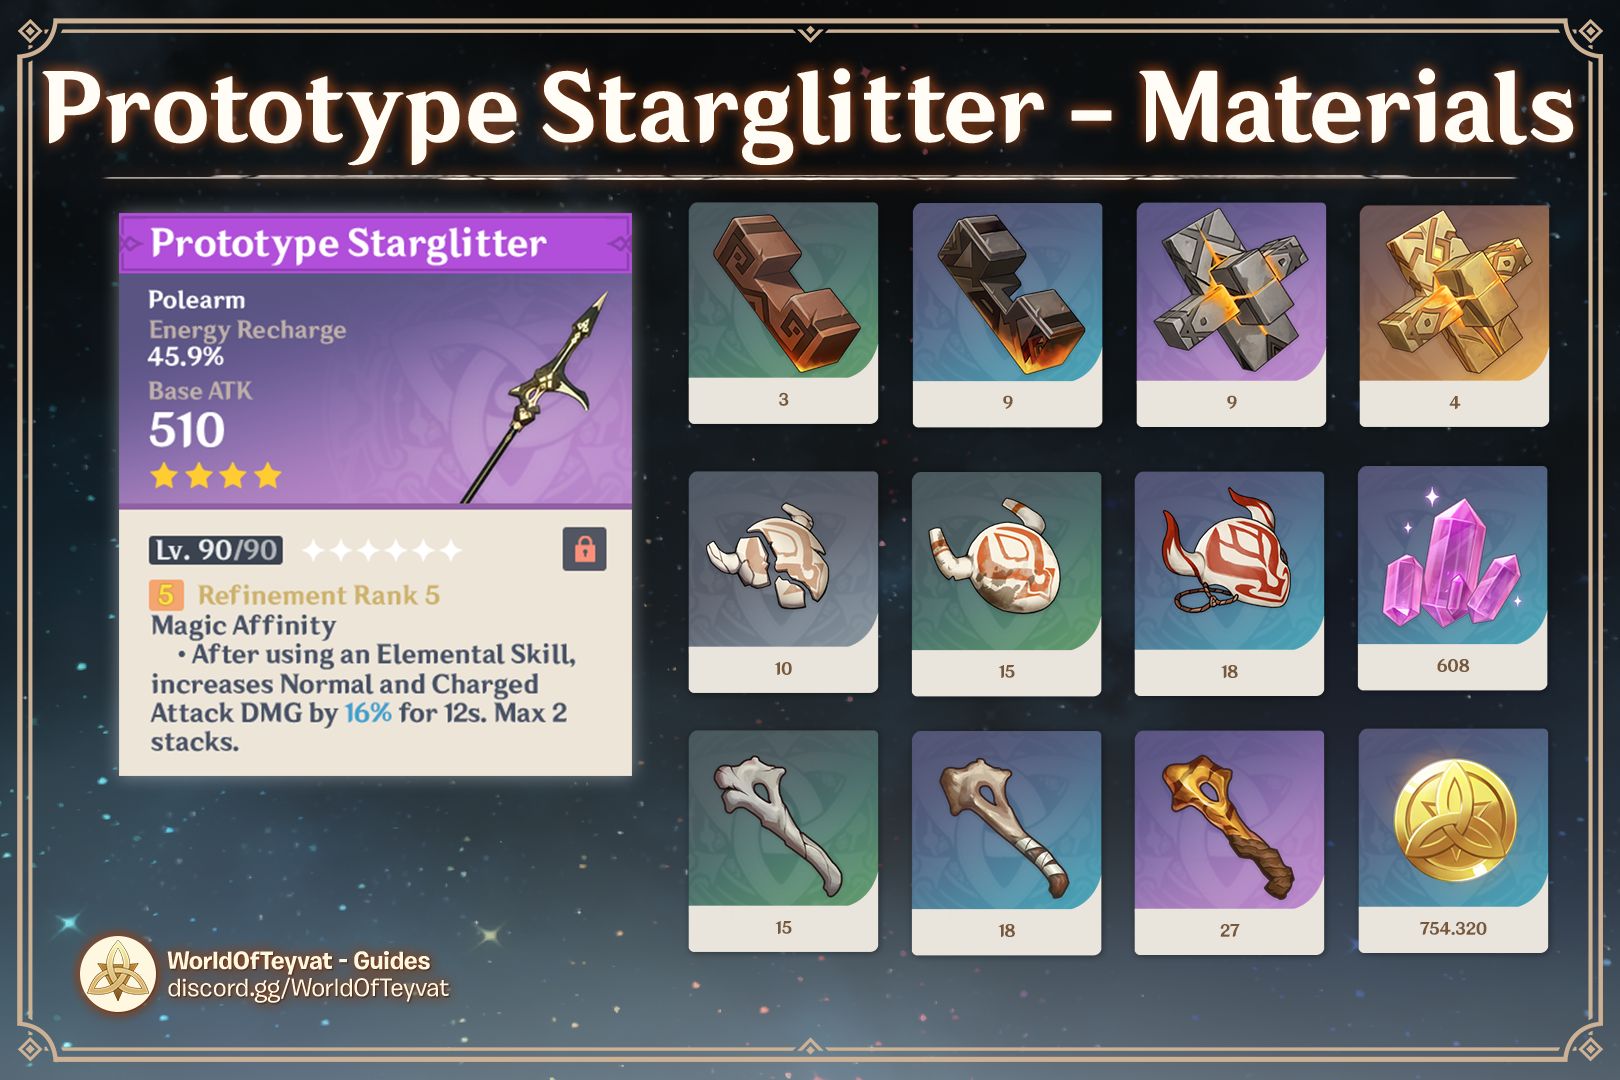 Prototype Starglitter - Materials
Prototype Starglitter
Polearm
Energy Recharge
45.9%
Base ATK
510
Lv. 90/90
5 Refinement Rank 5
Magic Affinity
• After using an Elemental Skill,
increases Normal and Charged
Attack DMG by 16% for 12s. Max 2
stacks.
3
9
9
4
10
15
18
608
15
18
27
754.320
WorldOfTeyvat - Guides
discord.gg/WorldOfTeyvat